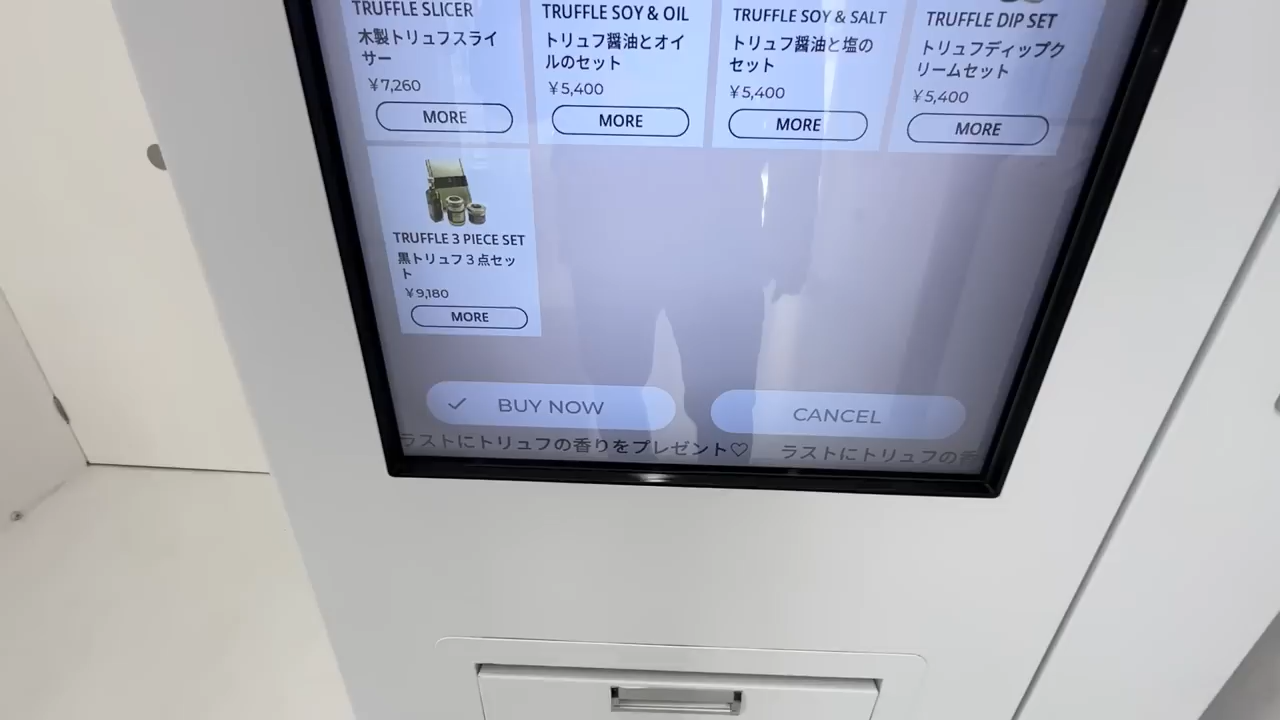 TRUFFLE SLICER
木製トリュフスライ
サー
¥7,260
MORE
TRUFFLE SOY & OIL
トリュフ醤油とオイ
ルのセット
¥5,400
MORE
TRUFFLE SOY & SALT
トリュフ醤油と塩の
セット
¥5,400
MORE
TRUFFLE DIP SET
トリュフディップク
リームセット
¥5,400
MORE
TRUFFLE 3 PIECE SET
黒トリュフ3点セッ
ト
¥9,180
MORE
BUY NOW
CANCEL
ラストにトリュフの香りをプレゼント♡ ラストにトリュフの香